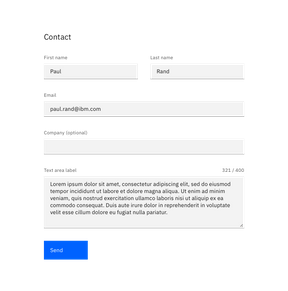 Contact
First name
Last name
Paul
Rand
Email
paul.rand@ibm.com
Company (optional)
Text area label
321 / 400
Lorem ipsum dolor sit amet, consectetur adipiscing elit, sed do eiusmod
tempor incididunt ut labore et dolore magna aliqua. Ut enim ad minim
veniam, quis nostrud exercitation ullamco laboris nisi ut aliquip ex ea
commodo consequat. Duis aute irure dolor in reprehenderit in voluptate
velit esse cillum dolore eu fugiat nulla pariatur.
Send